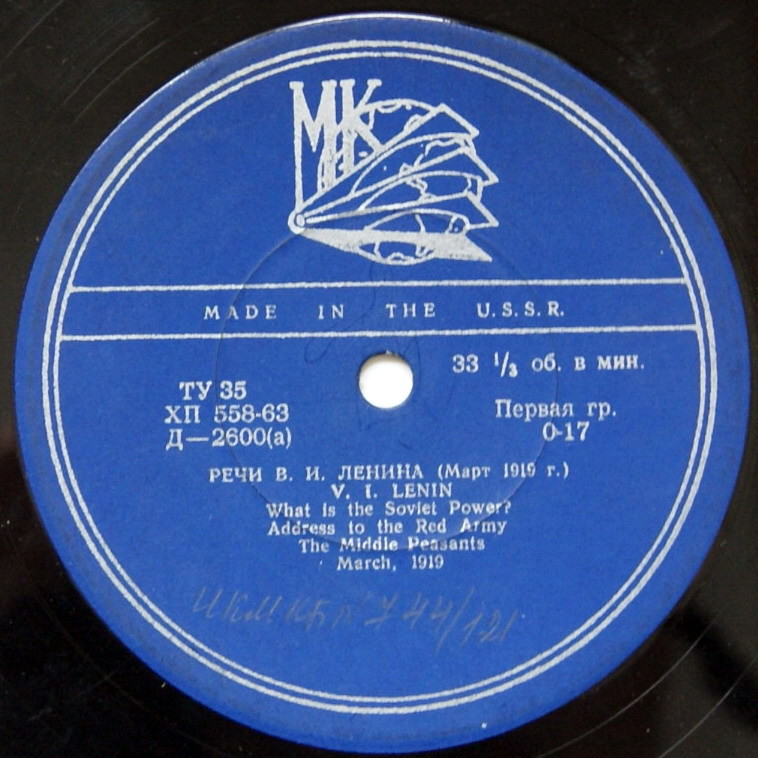 МК
MADE IN THE U.S.S.R.
33 1/3 об. в мин.
ТУ 35
ХП 558-63
Д—2600(а)
Первая гр.
0-17
РЕЧИ В. И. ЛЕНИНА (Март 1919 г.)
V. I. LENIN
What is the Soviet Power?
Address to the Red Army
The Middle Peasants
March, 1919
744/121